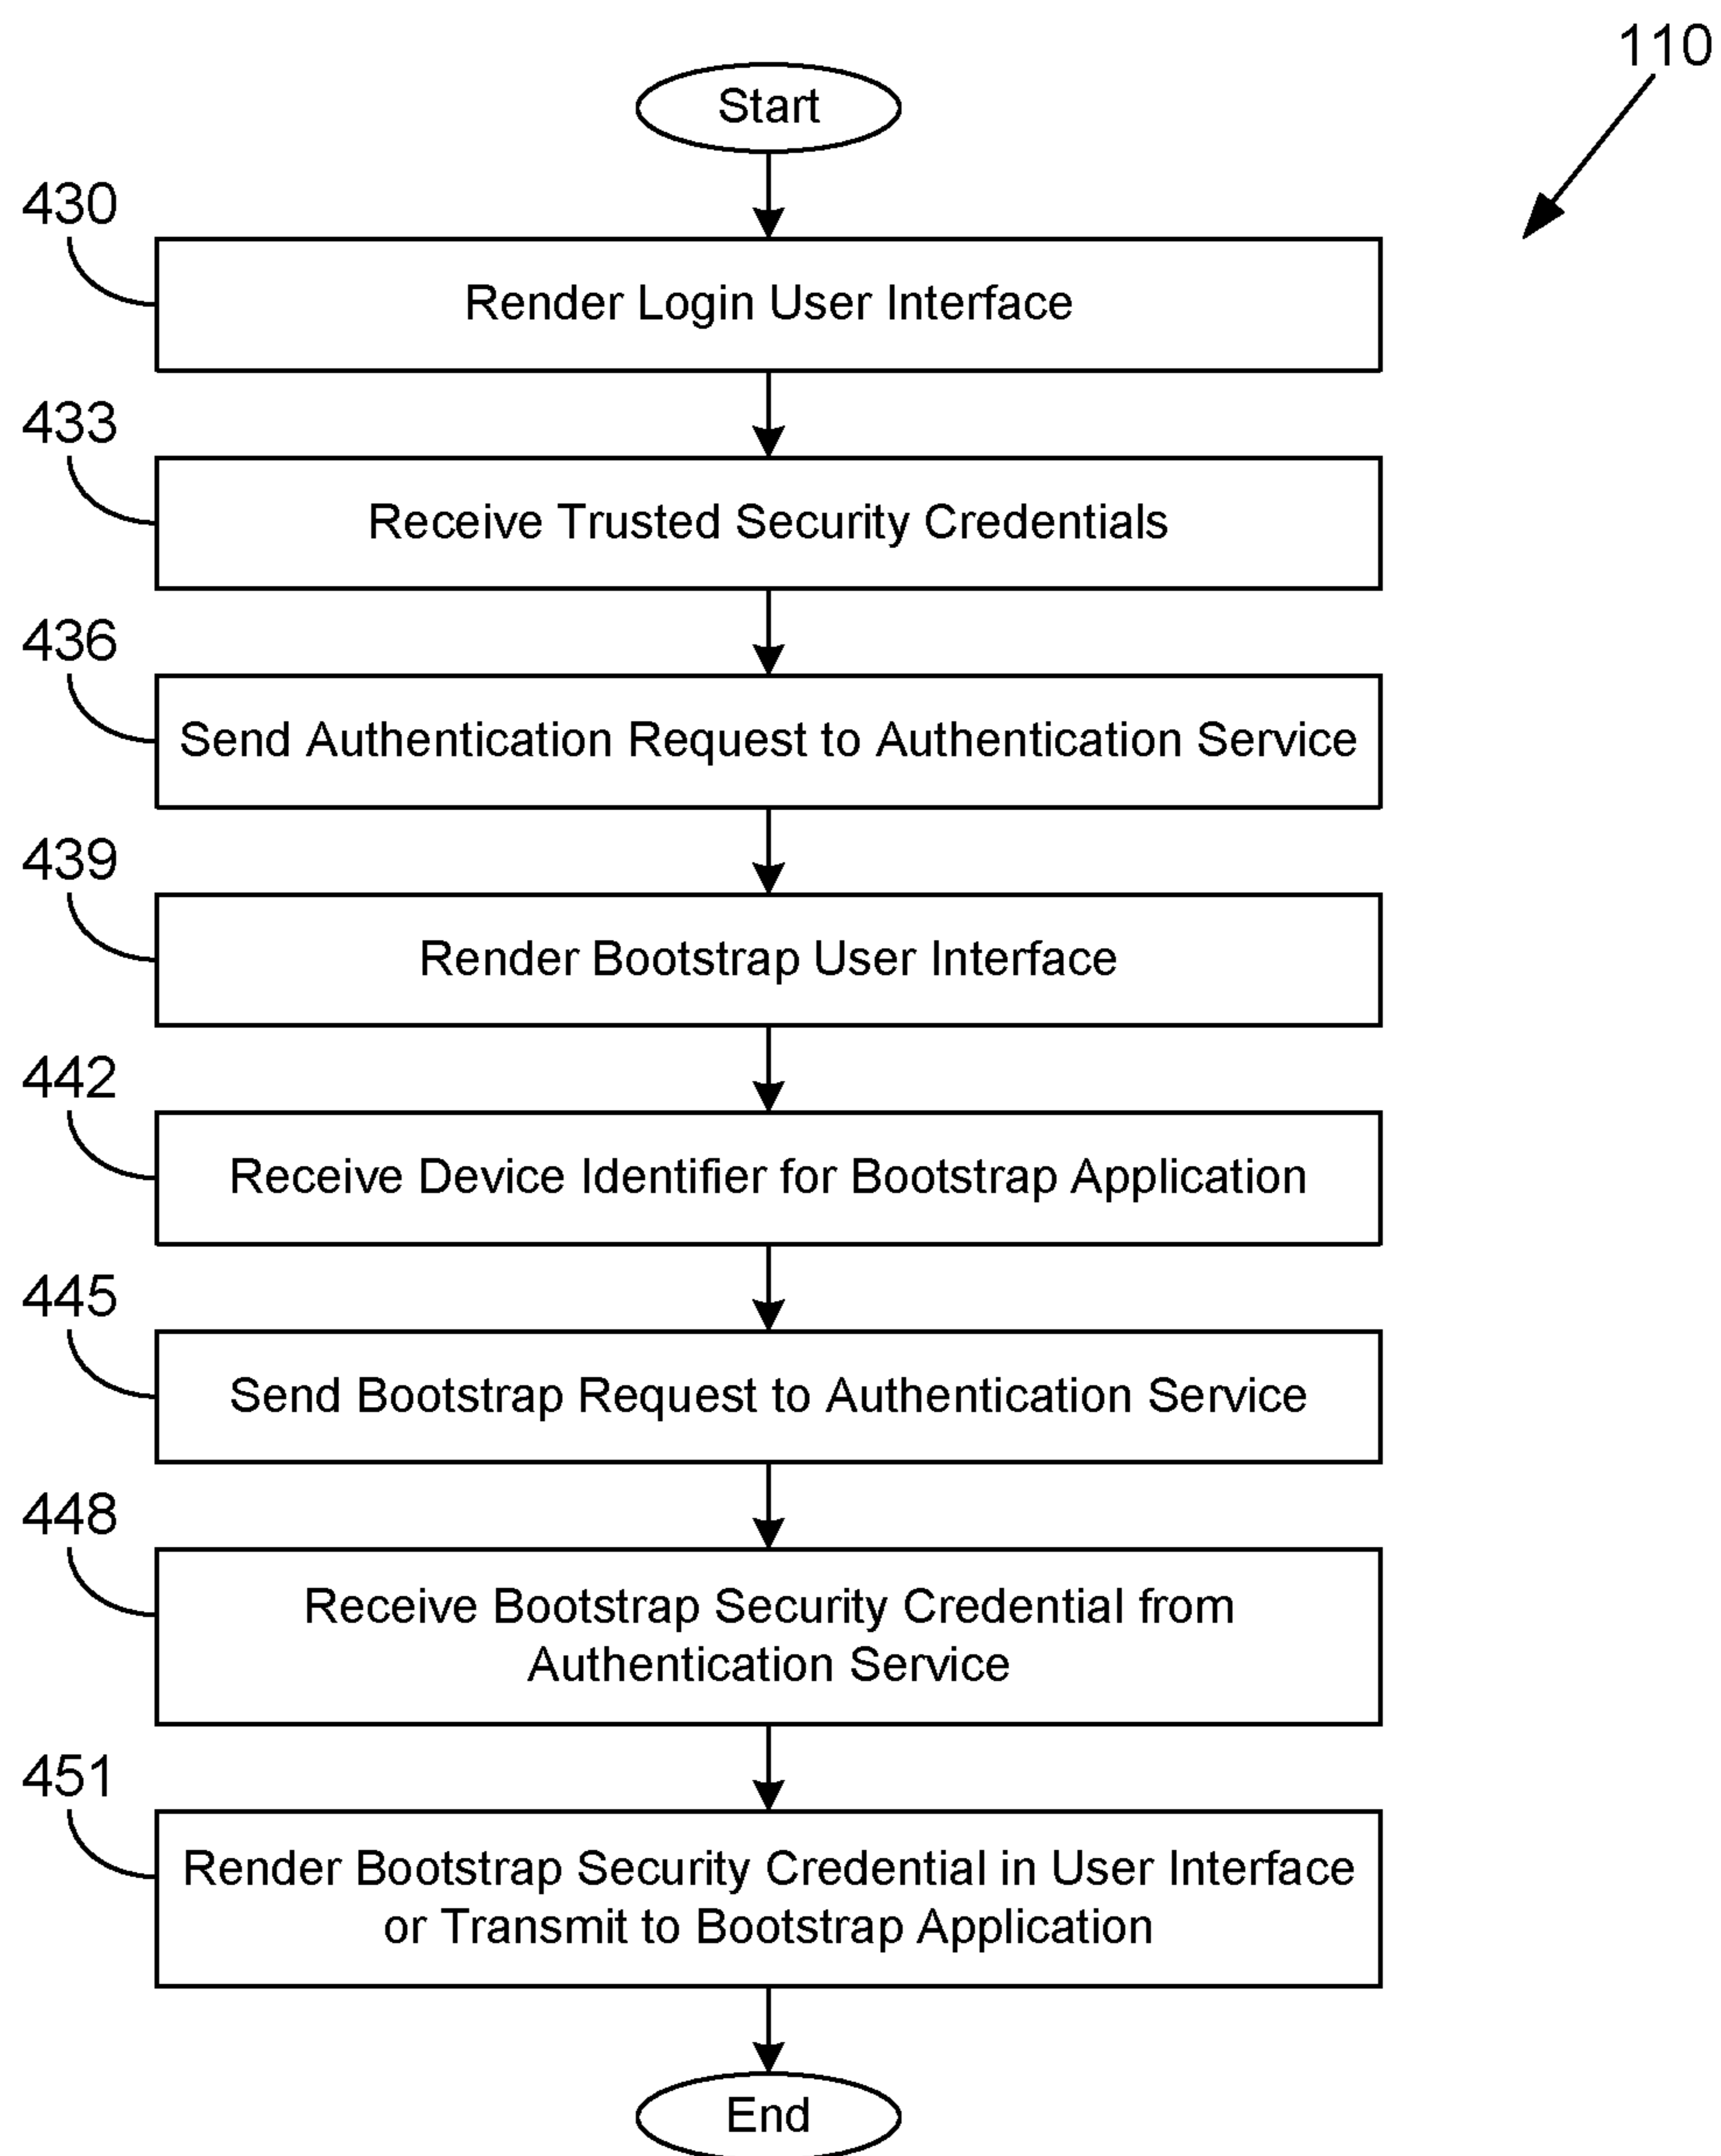 110
Start
430
Render Login User Interface
433
Receive Trusted Security Credentials
436
Send Authentication Request to Authentication Service
439
Render Bootstrap User Interface
442
Receive Device Identifier for Bootstrap Application
445
Send Bootstrap Request to Authentication Service
448
Receive Bootstrap Security Credential from
Authentication Service
451
Render Bootstrap Security Credential in User Interface
or Transmit to Bootstrap Application
End